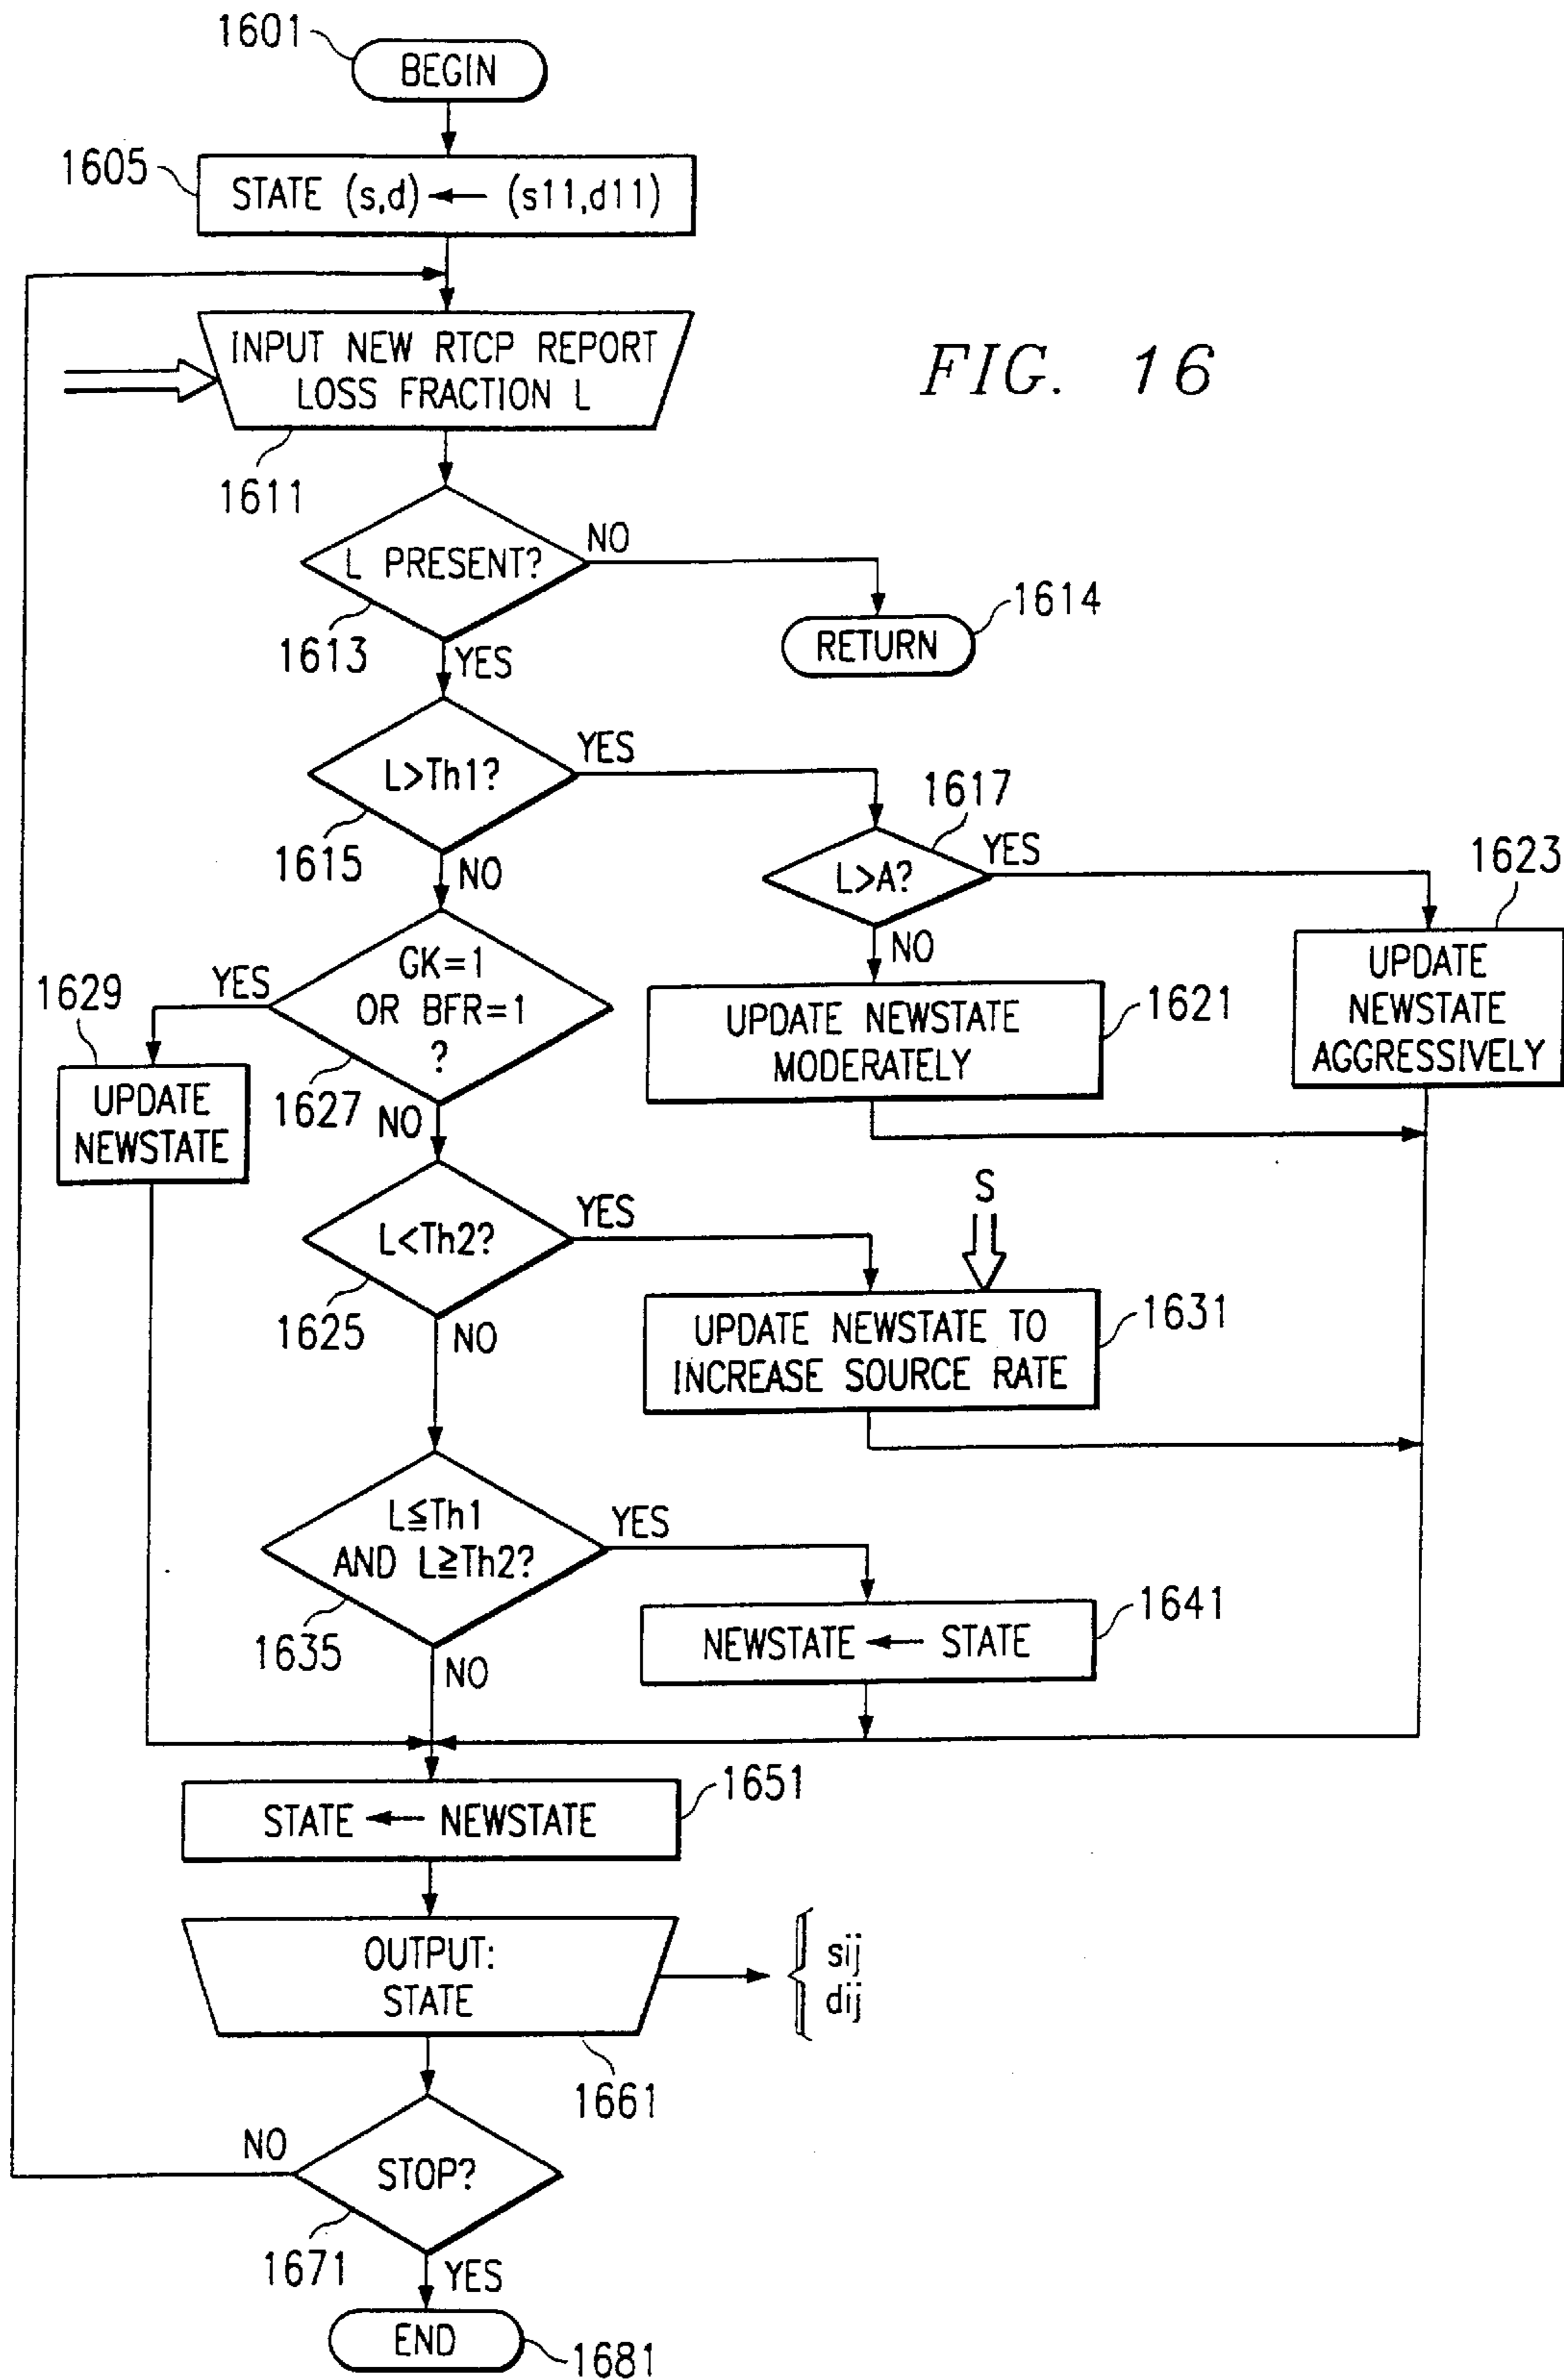 1601
BEGIN
1605
STATE (s,d) ← (s11,d11)
INPUT NEW RTCP REPORT
LOSS FRACTION L
FIG. 16
1611
L PRESENT?
NO
1613
YES
RETURN
1614
L>Th1?
YES
1615
NO
1617
L>A?
YES
NO
1623
UPDATE
NEWSTATE
AGGRESSIVELY
GK=1
OR BFR=1
?
YES
1627
NO
1629
UPDATE
NEWSTATE
UPDATE NEWSTATE
MODERATELY
1621
L<Th2?
YES
1625
NO
S
UPDATE NEWSTATE TO
INCREASE SOURCE RATE
1631
L≦Th1
AND L≧Th2?
YES
1635
NO
NEWSTATE ← STATE
1641
STATE ← NEWSTATE
1651
OUTPUT:
STATE
sij
dij
1661
STOP?
NO
1671
YES
END
1681